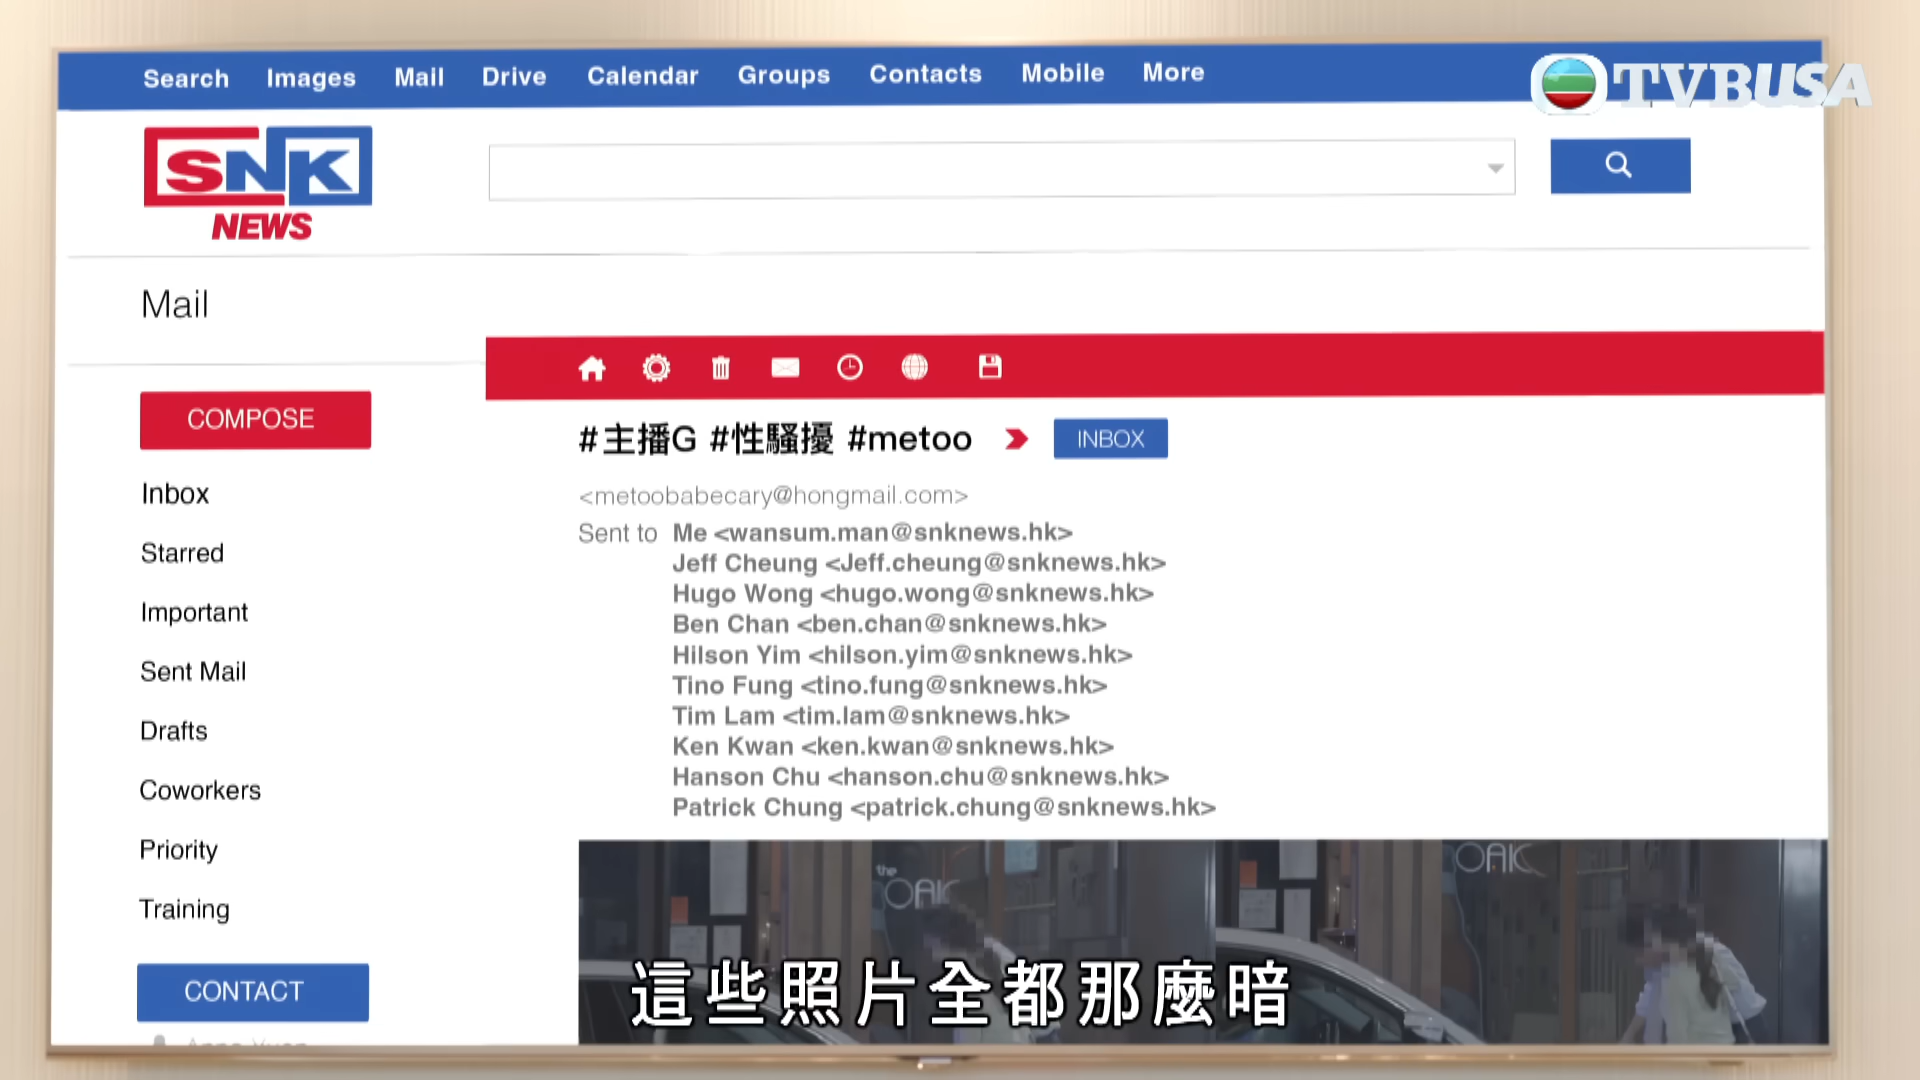 Search Images Mail Drive Calendar Groups Contacts Mobile More
TVBUSA
SNK
NEWS
Mail
COMPOSE
Inbox
Starred
Important
Sent Mail
Drafts
Coworkers
Priority
Training
CONTACT
#主播G #性騷擾 #metoo
INBOX
<metoobabecary@hongmail.com>
Sent to Me <wansum.man@snknews.hk>
Jeff Cheung <Jeff.cheung@snknews.hk>
Hugo Wong <hugo.wong@snknews.hk>
Ben Chan <ben.chan@snknews.hk>
Hilson Yim <hilson.yim@snknews.hk>
Tino Fung <tino.fung@snknews.hk>
Tim Lam <tim.lam@snknews.hk>
Ken Kwan <ken.kwan@snknews.hk>
Hanson Chu <hanson.chu@snknews.hk>
Patrick Chung <patrick.chung@snknews.hk>
the
OAK
OAK
這些照片全都那麼暗